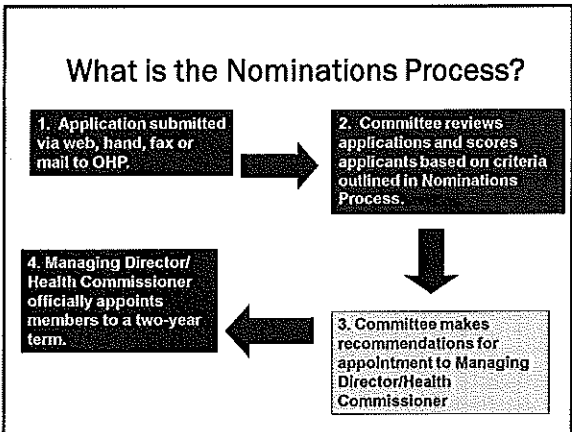 What is the Nominations Process?
1. Application submitted
via web, hand, fax or
mail to OHP.
2. Committee reviews
applications and scores
applicants based on criteria
outlined in Nominations
Process.
3. Committee makes
recommendations for
appointment to Managing
Director/Health
Commissioner
4. Managing Director/
Health Commissioner
officially appoints
members to a two-year
term.